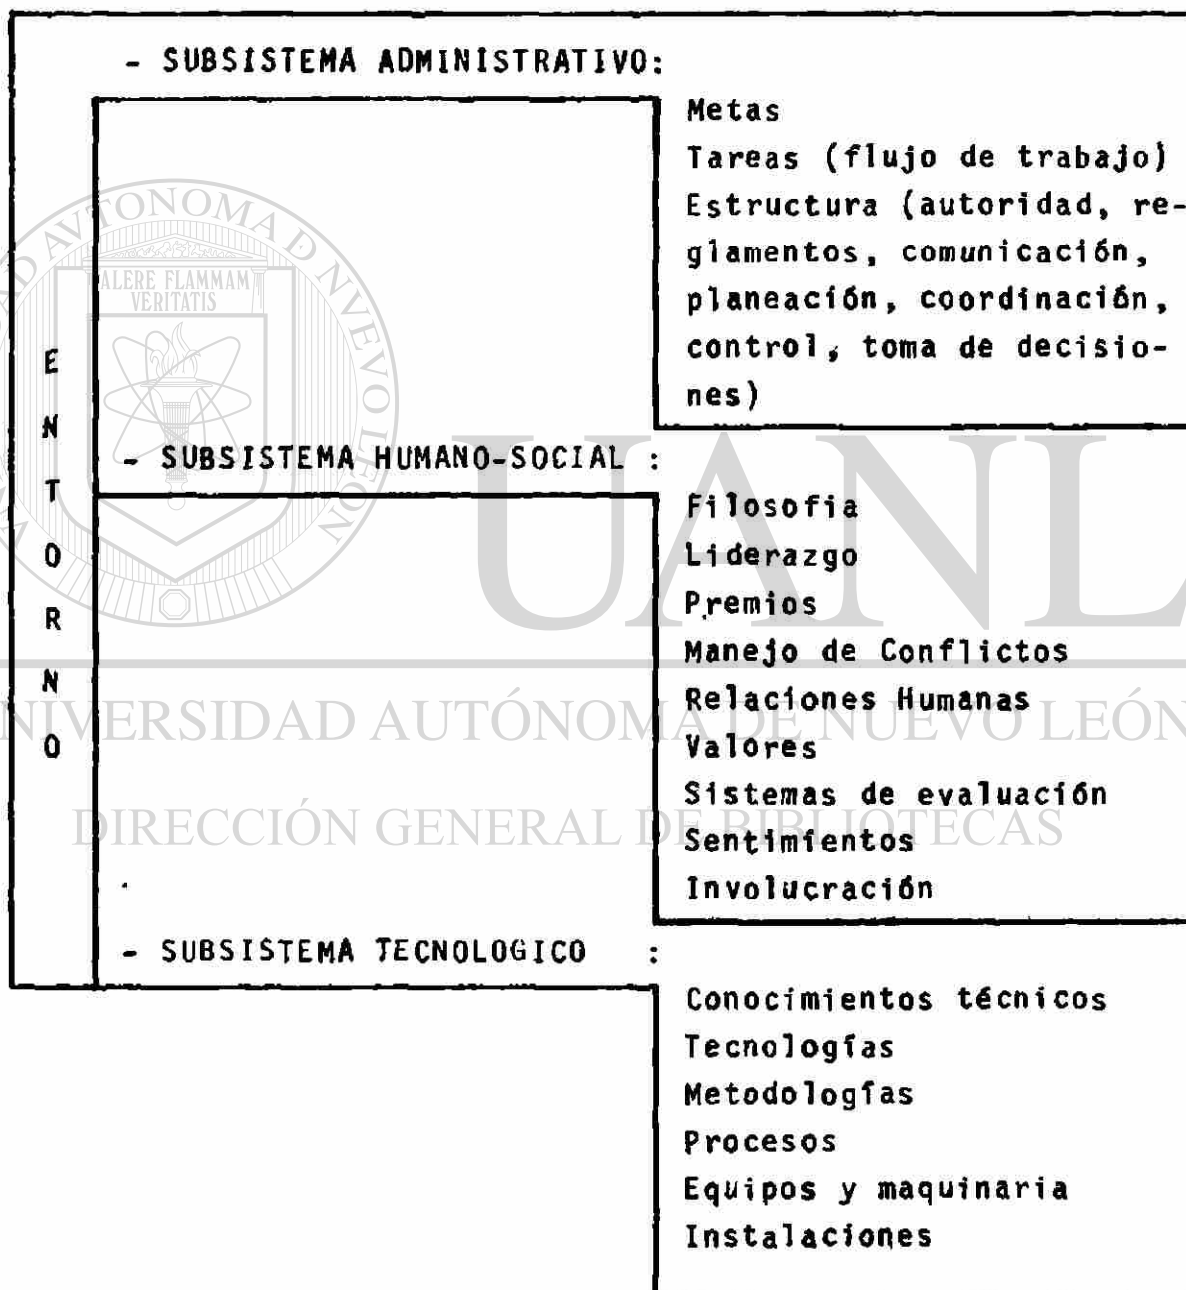 - SUBSISTEMA ADMINISTRATIVO:
Metas
Tareas (flujo de trabajo)
Estructura (autoridad, re-
glamentos, comunicación,
planeación, coordinación,
control, toma de decisio-
nes)
E
N
T
O
R
N
O
- SUBSISTEMA HUMANO-SOCIAL :
Filosofia
Liderazgo
Premios
Manejo de Conflictos
Relaciones Humanas
Valores
Sistemas de evaluación
Sentimientos
Involucración
- SUBSISTEMA TECNOLOGICO :
Conocimientos técnicos
Tecnologías
Metodologías
Procesos
Equipos y maquinaria
Instalaciones
ALERE FLAMMAM
VERITATIS
UANL
UNIVERSIDAD AUTÓNOMA DE NUEVO LEÓN
DIRECCIÓN GENERAL DE BIBLIOTECAS